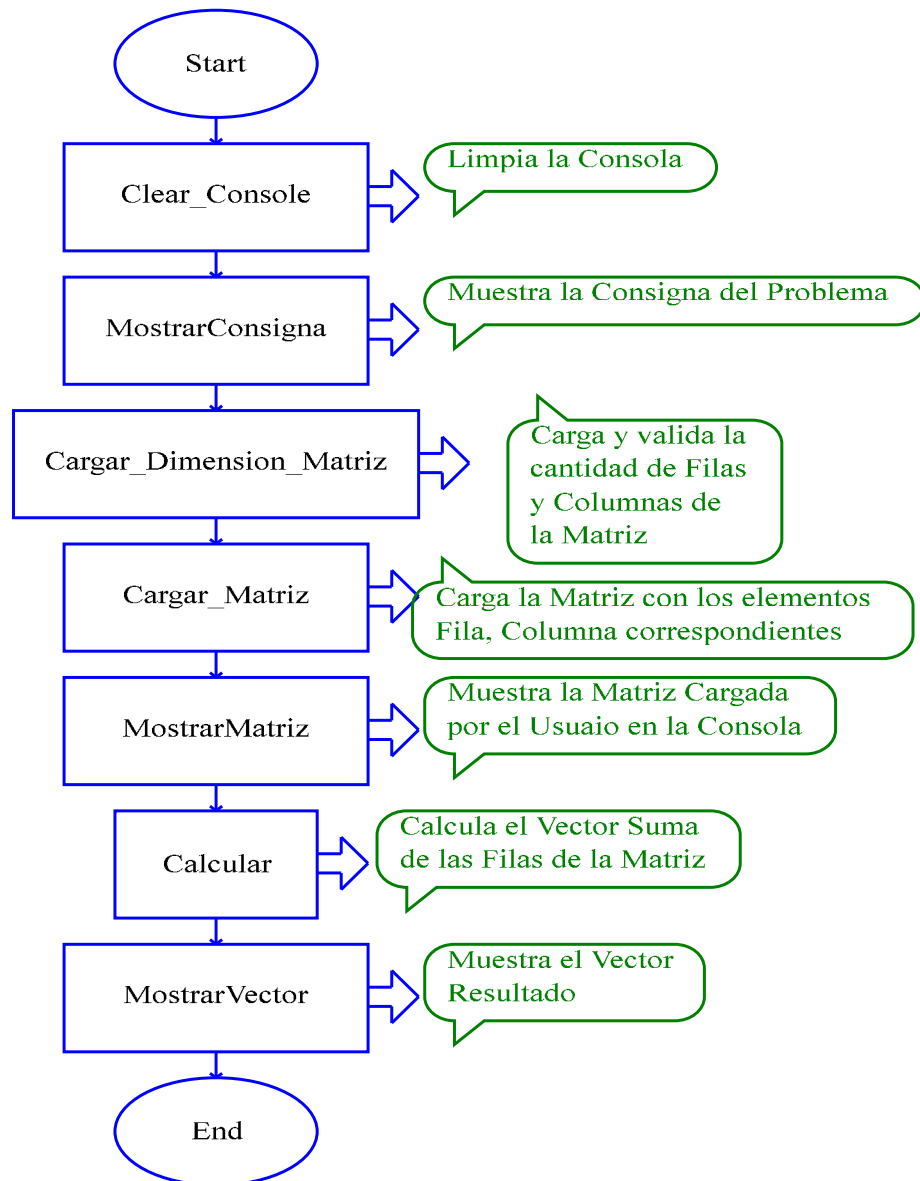 Start
Clear_Console
Limpia la Consola
MostrarConsigna
Muestra la Consigna del Problema
Cargar_Dimension_Matriz
Carga y valida la
cantidad de Filas
y Columnas de
la Matriz
Cargar_Matriz
Carga la Matriz con los elementos
Fila, Columna correspondientes
MostrarMatriz
Muestra la Matriz Cargada
por el Usuaio en la Consola
Calcular
Calcula el Vector Suma
de las Filas de la Matriz
MostrarVector
Muestra el Vector
Resultado
End